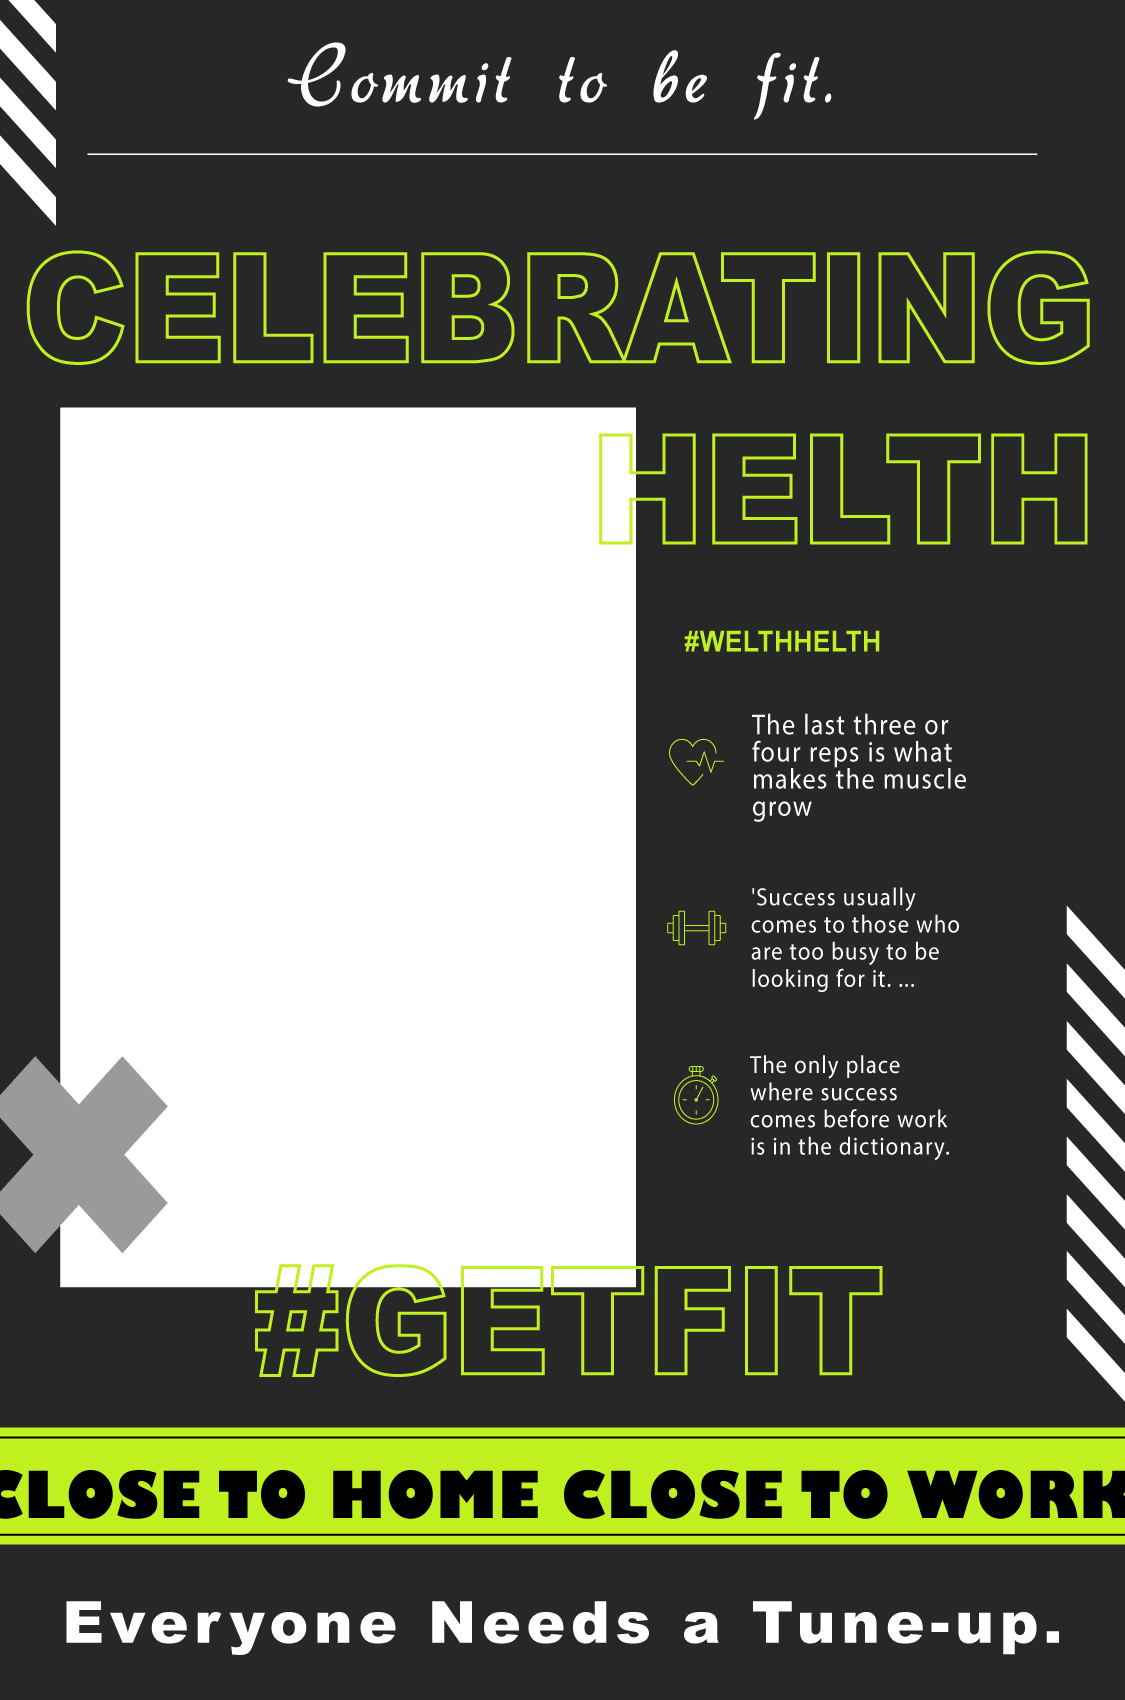 Commit to be fit.
CELEBRATING
HELTH
#WELTHHELTH
The last three or
four reps is what
makes the muscle
grow
'Success usually
comes to those who
are too busy to be
looking for it. ...
The only place
where success
comes before work
is in the dictionary.
#GETFIT
CLOSE TO HOME CLOSE TO WORK
Everyone Needs a Tune-up.